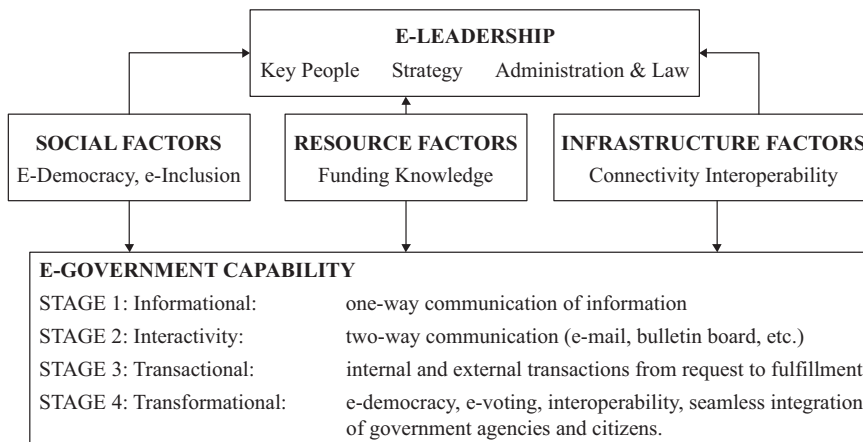 E-LEADERSHIP
Key People Strategy Administration & Law
SOCIAL FACTORS
E-Democracy, e-Inclusion
RESOURCE FACTORS
Funding Knowledge
INFRASTRUCTURE FACTORS
Connectivity Interoperability
E-GOVERNMENT CAPABILITY
STAGE 1: Informational: one-way communication of information
STAGE 2: Interactivity: two-way communication (e-mail, bulletin board, etc.)
STAGE 3: Transactional: internal and external transactions from request to fulfillment
STAGE 4: Transformational: e-democracy, e-voting, interoperability, seamless integration
of government agencies and citizens.